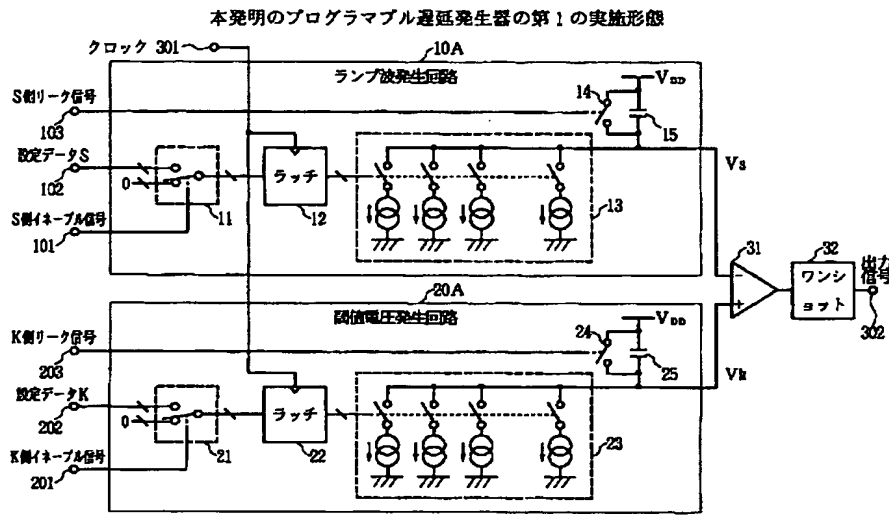 本発明のプログラマブル遅延発生器の第1の実施形態
クロック 301
10A
ランプ波発生回路
S側リーク信号
103
14
VDD
15
設定データS
102
0
11
ラッチ
12
13
Vs
S側イネーブル信号
101
31
32
ワンショット
出力信号
302
20A
閾値電圧発生回路
K側リーク信号
203
24
VDD
25
設定データK
202
0
21
ラッチ
22
23
Vk
K側イネーブル信号
201